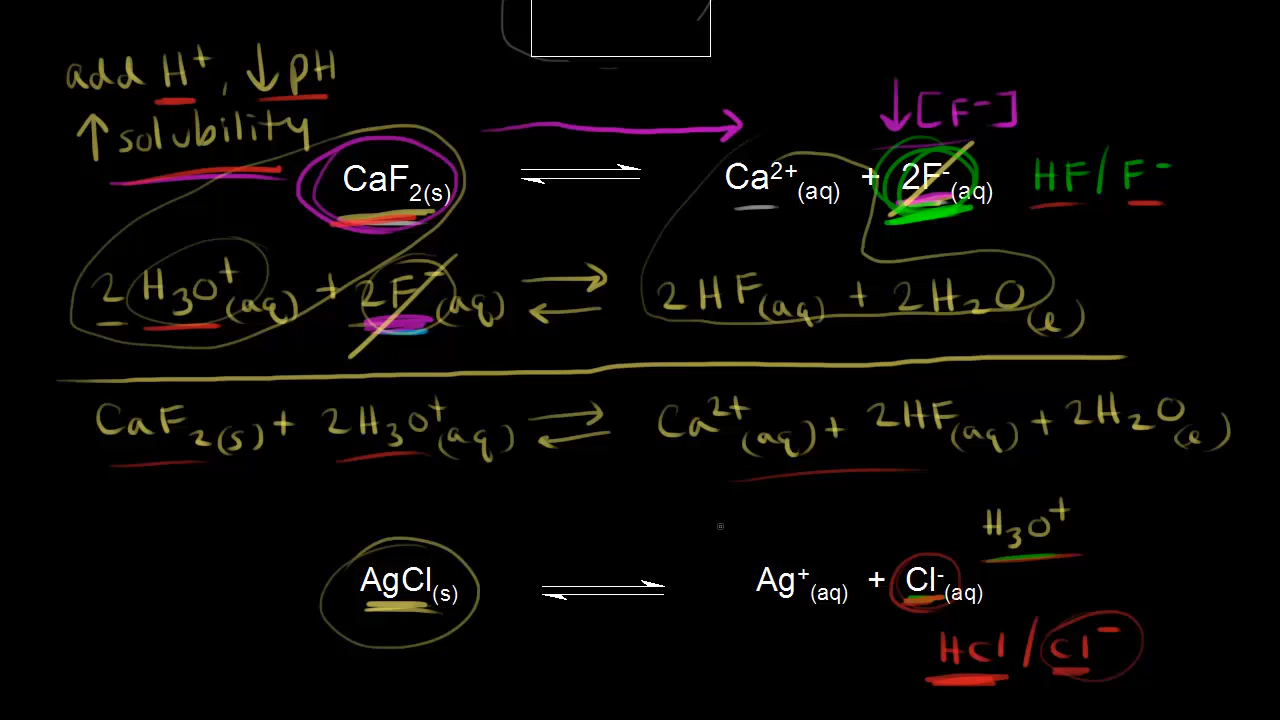 add H⁺, ↓ pH
↑ solubility
↓[F⁻]
CaF₂(s) ⇌ Ca²⁺(aq) + 2F⁻(aq) HF/F⁻
2H₃O⁺(aq) + 2F⁻(aq) ⇌ 2HF(aq) + 2H₂O(l)
CaF₂(s) + 2H₃O⁺(aq) ⇌ Ca²⁺(aq) + 2HF(aq) + 2H₂O(l)
H₃O⁺
AgCl(s) ⇌ Ag⁺(aq) + Cl⁻(aq)
HCl/Cl⁻